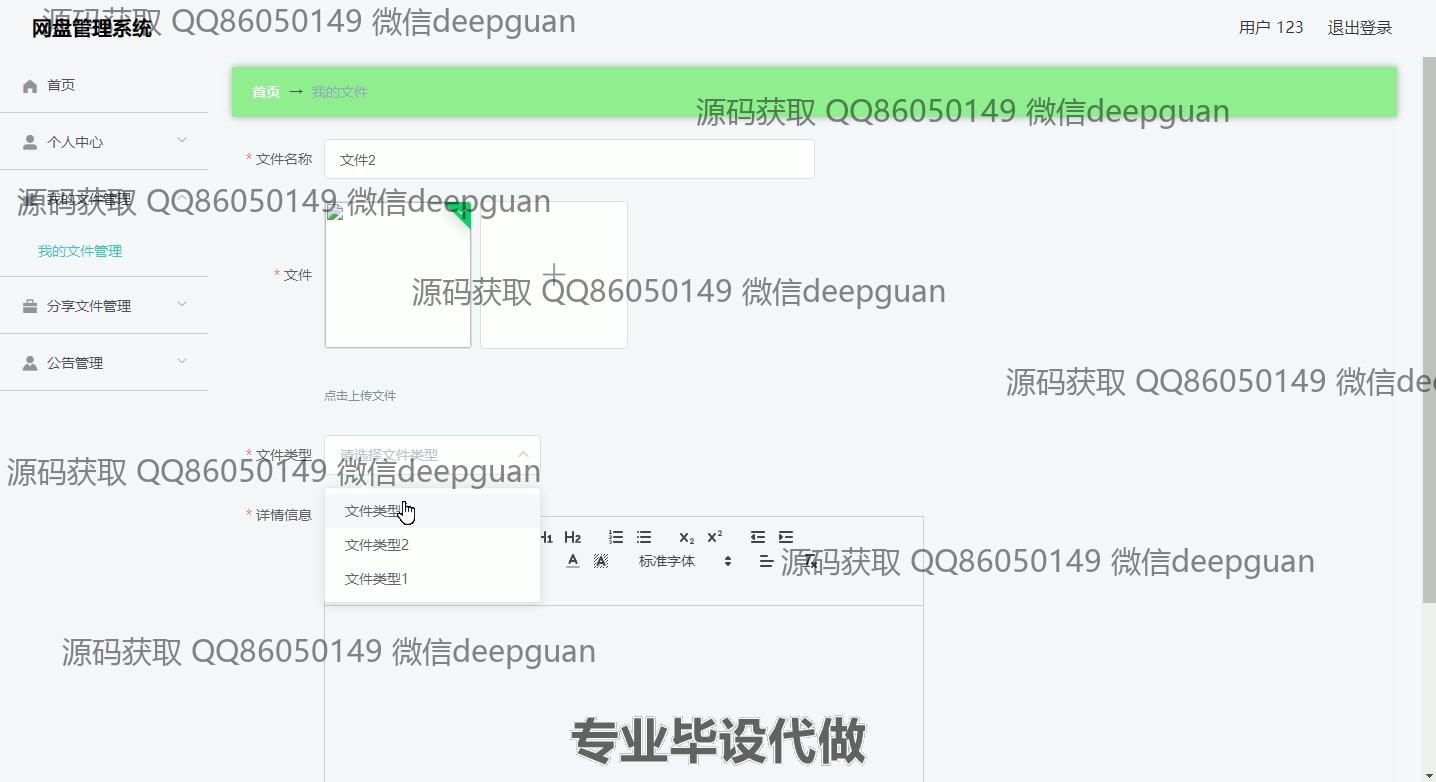 源码获取 QQ86050149 微信deepguan
网盘管理系统
用户 123
退出登录
首页
首页 → 我的文件
源码获取 QQ86050149 微信deepguan
个人中心
* 文件名称
文件2
我的文件管理
源码获取 QQ86050149 微信deepguan
我的文件管理
* 文件
源码获取 QQ86050149 微信deepguan
分享文件管理
公告管理
源码获取 QQ86050149 微信de
点击上传文件
* 文件类型
请选择文件类型
源码获取 QQ86050149 微信deepguan
* 详情信息
文件类型
文件类型2
文件类型1
H1 H2
X₂ X²
A A
标准字体
源码获取 QQ86050149 微信deepguan
源码获取 QQ86050149 微信deepguan
专业毕设代做